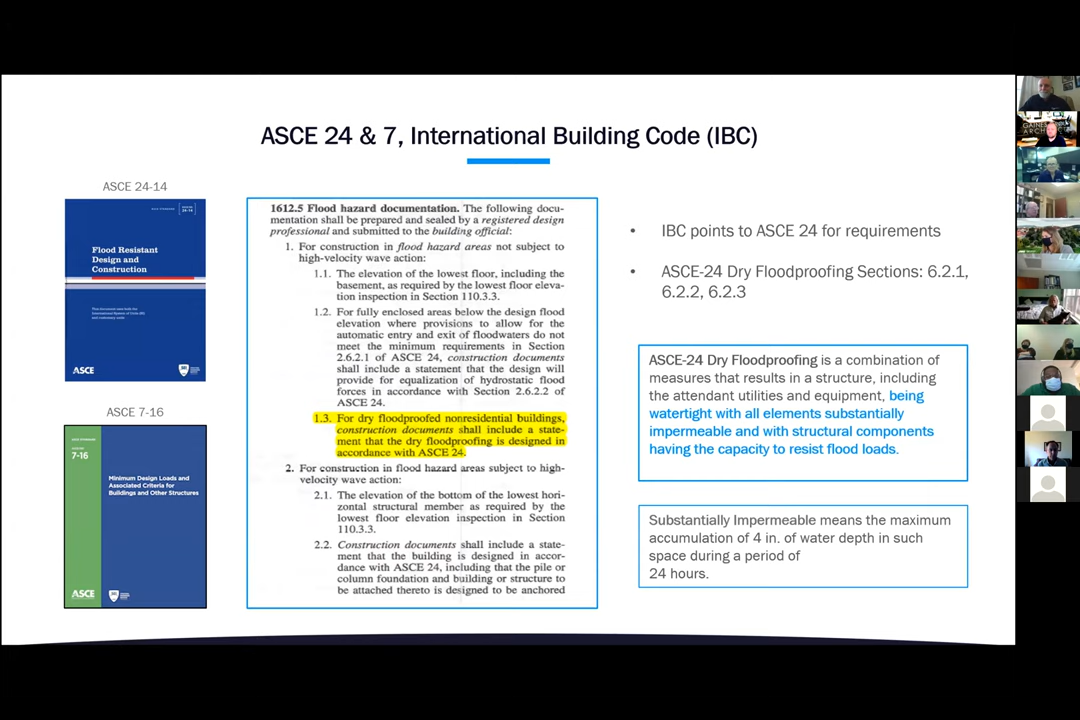 ASCE 24 & 7, International Building Code (IBC)
ASCE 24-14
Flood Resistant
Design and
Construction
ASCE
ASCE 7-16
7-16
Minimum Design Loads and
Associated Criteria for
Buildings and Other Structures
ASCE
1612.5 Flood hazard documentation. The following docu-
mentation shall be prepared and sealed by a registered design
professional and submitted to the building official:
1. For construction in flood hazard areas not subject to
high-velocity wave action:
1.1. The elevation of the lowest floor, including the
basement, as required by the lowest floor eleva-
tion inspection in Section 110.3.3.
1.2. For fully enclosed areas below the design flood
elevation where provisions to allow for the
automatic entry and exit of floodwaters do not
meet the minimum requirements in Section
2.6.2.1 of ASCE 24, construction documents
shall include a statement that the design will
provide for equalization of hydrostatic flood
forces in accordance with Section 2.6.2.2 of
ASCE 24.
1.3. For dry floodproofed nonresidential buildings,
construction documents shall include a state-
ment that the dry floodproofing is designed in
accordance with ASCE 24.
2. For construction in flood hazard areas subject to high-
velocity wave action:
2.1. The elevation of the bottom of the lowest hori-
zontal structural member as required by the
lowest floor elevation inspection in Section
110.3.3.
2.2. Construction documents shall include a state-
ment that the building is designed in accor-
dance with ASCE 24, including that the pile or
column foundation and building or structure to
be attached thereto is designed to be anchored
• IBC points to ASCE 24 for requirements
• ASCE-24 Dry Floodproofing Sections: 6.2.1,
6.2.2, 6.2.3
ASCE-24 Dry Floodproofing is a combination of
measures that results in a structure, including
the attendant utilities and equipment, being
watertight with all elements substantially
impermeable and with structural components
having the capacity to resist flood loads.
Substantially Impermeable means the maximum
accumulation of 4 in. of water depth in such
space during a period of
24 hours.